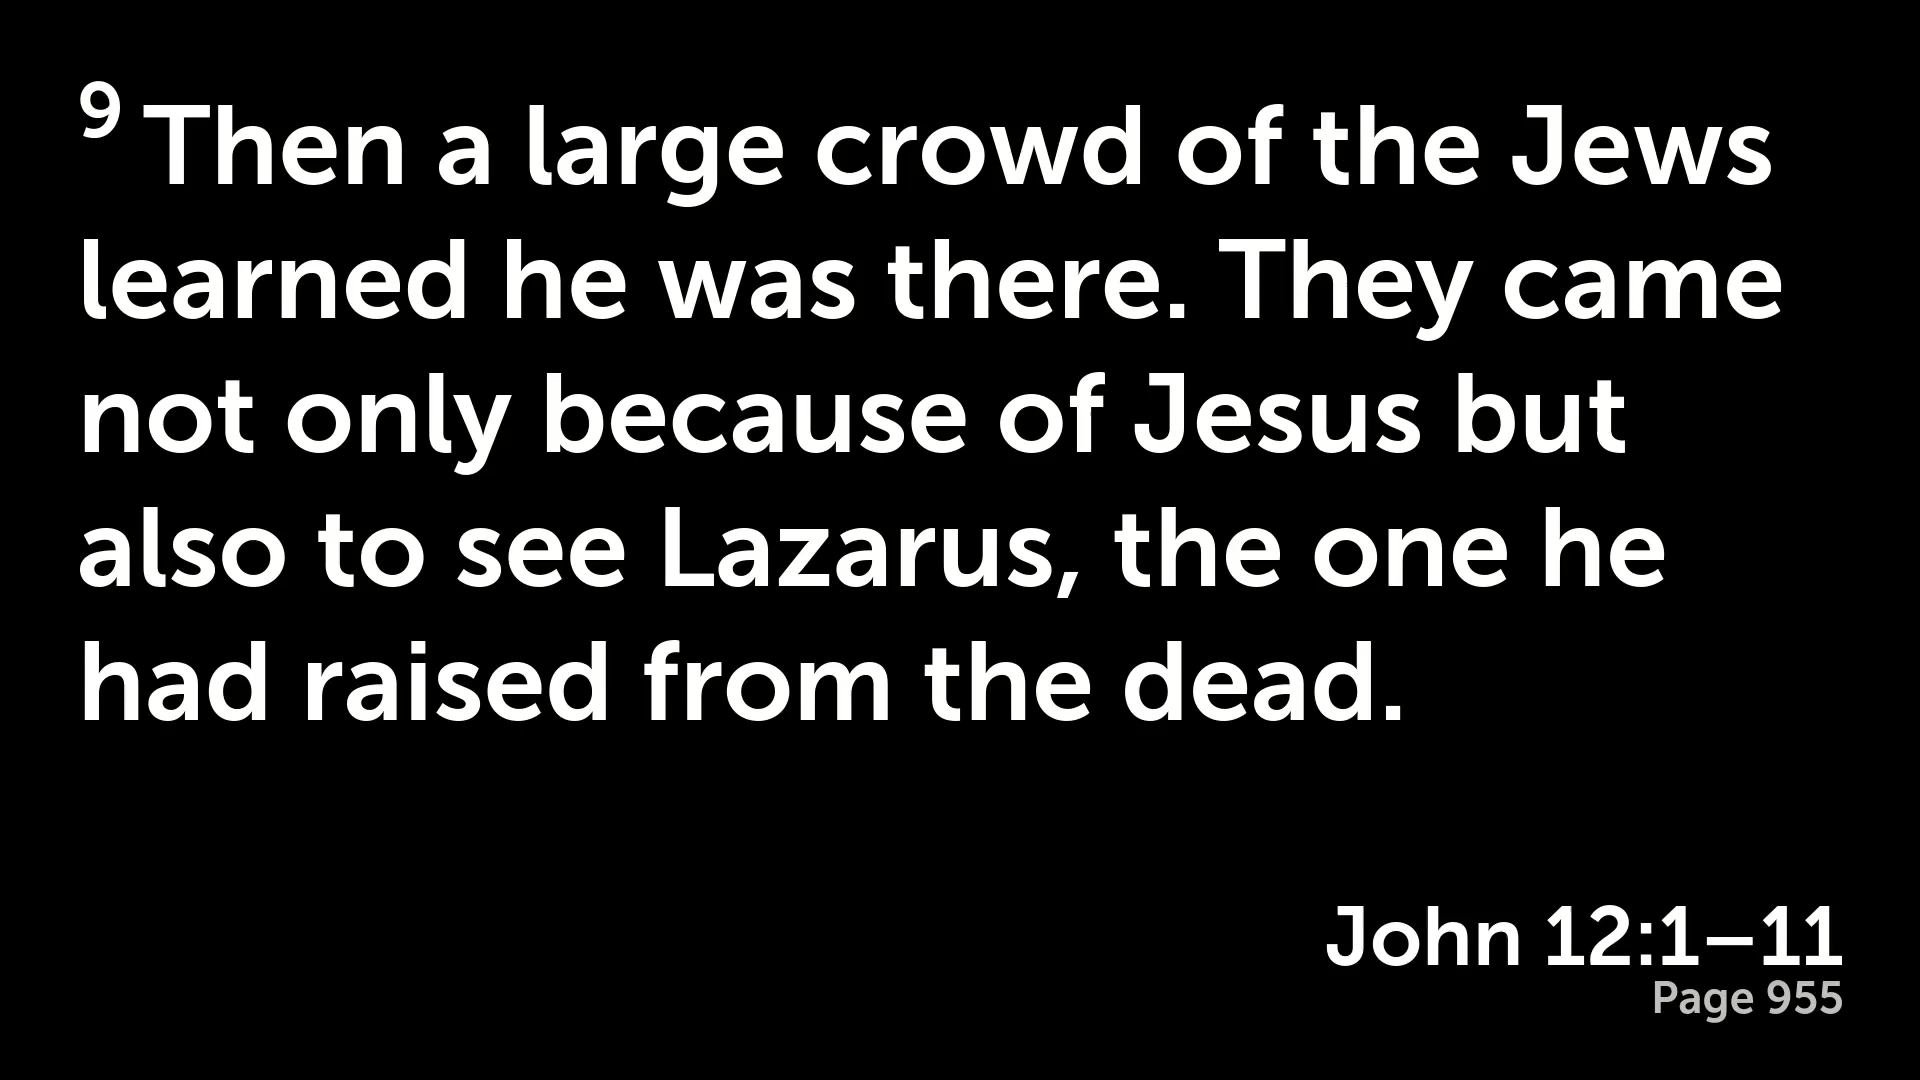 9 Then a large crowd of the Jews
learned he was there. They came
not only because of Jesus but
also to see Lazarus, the one he
had raised from the dead.
John 12:1–11
Page 955